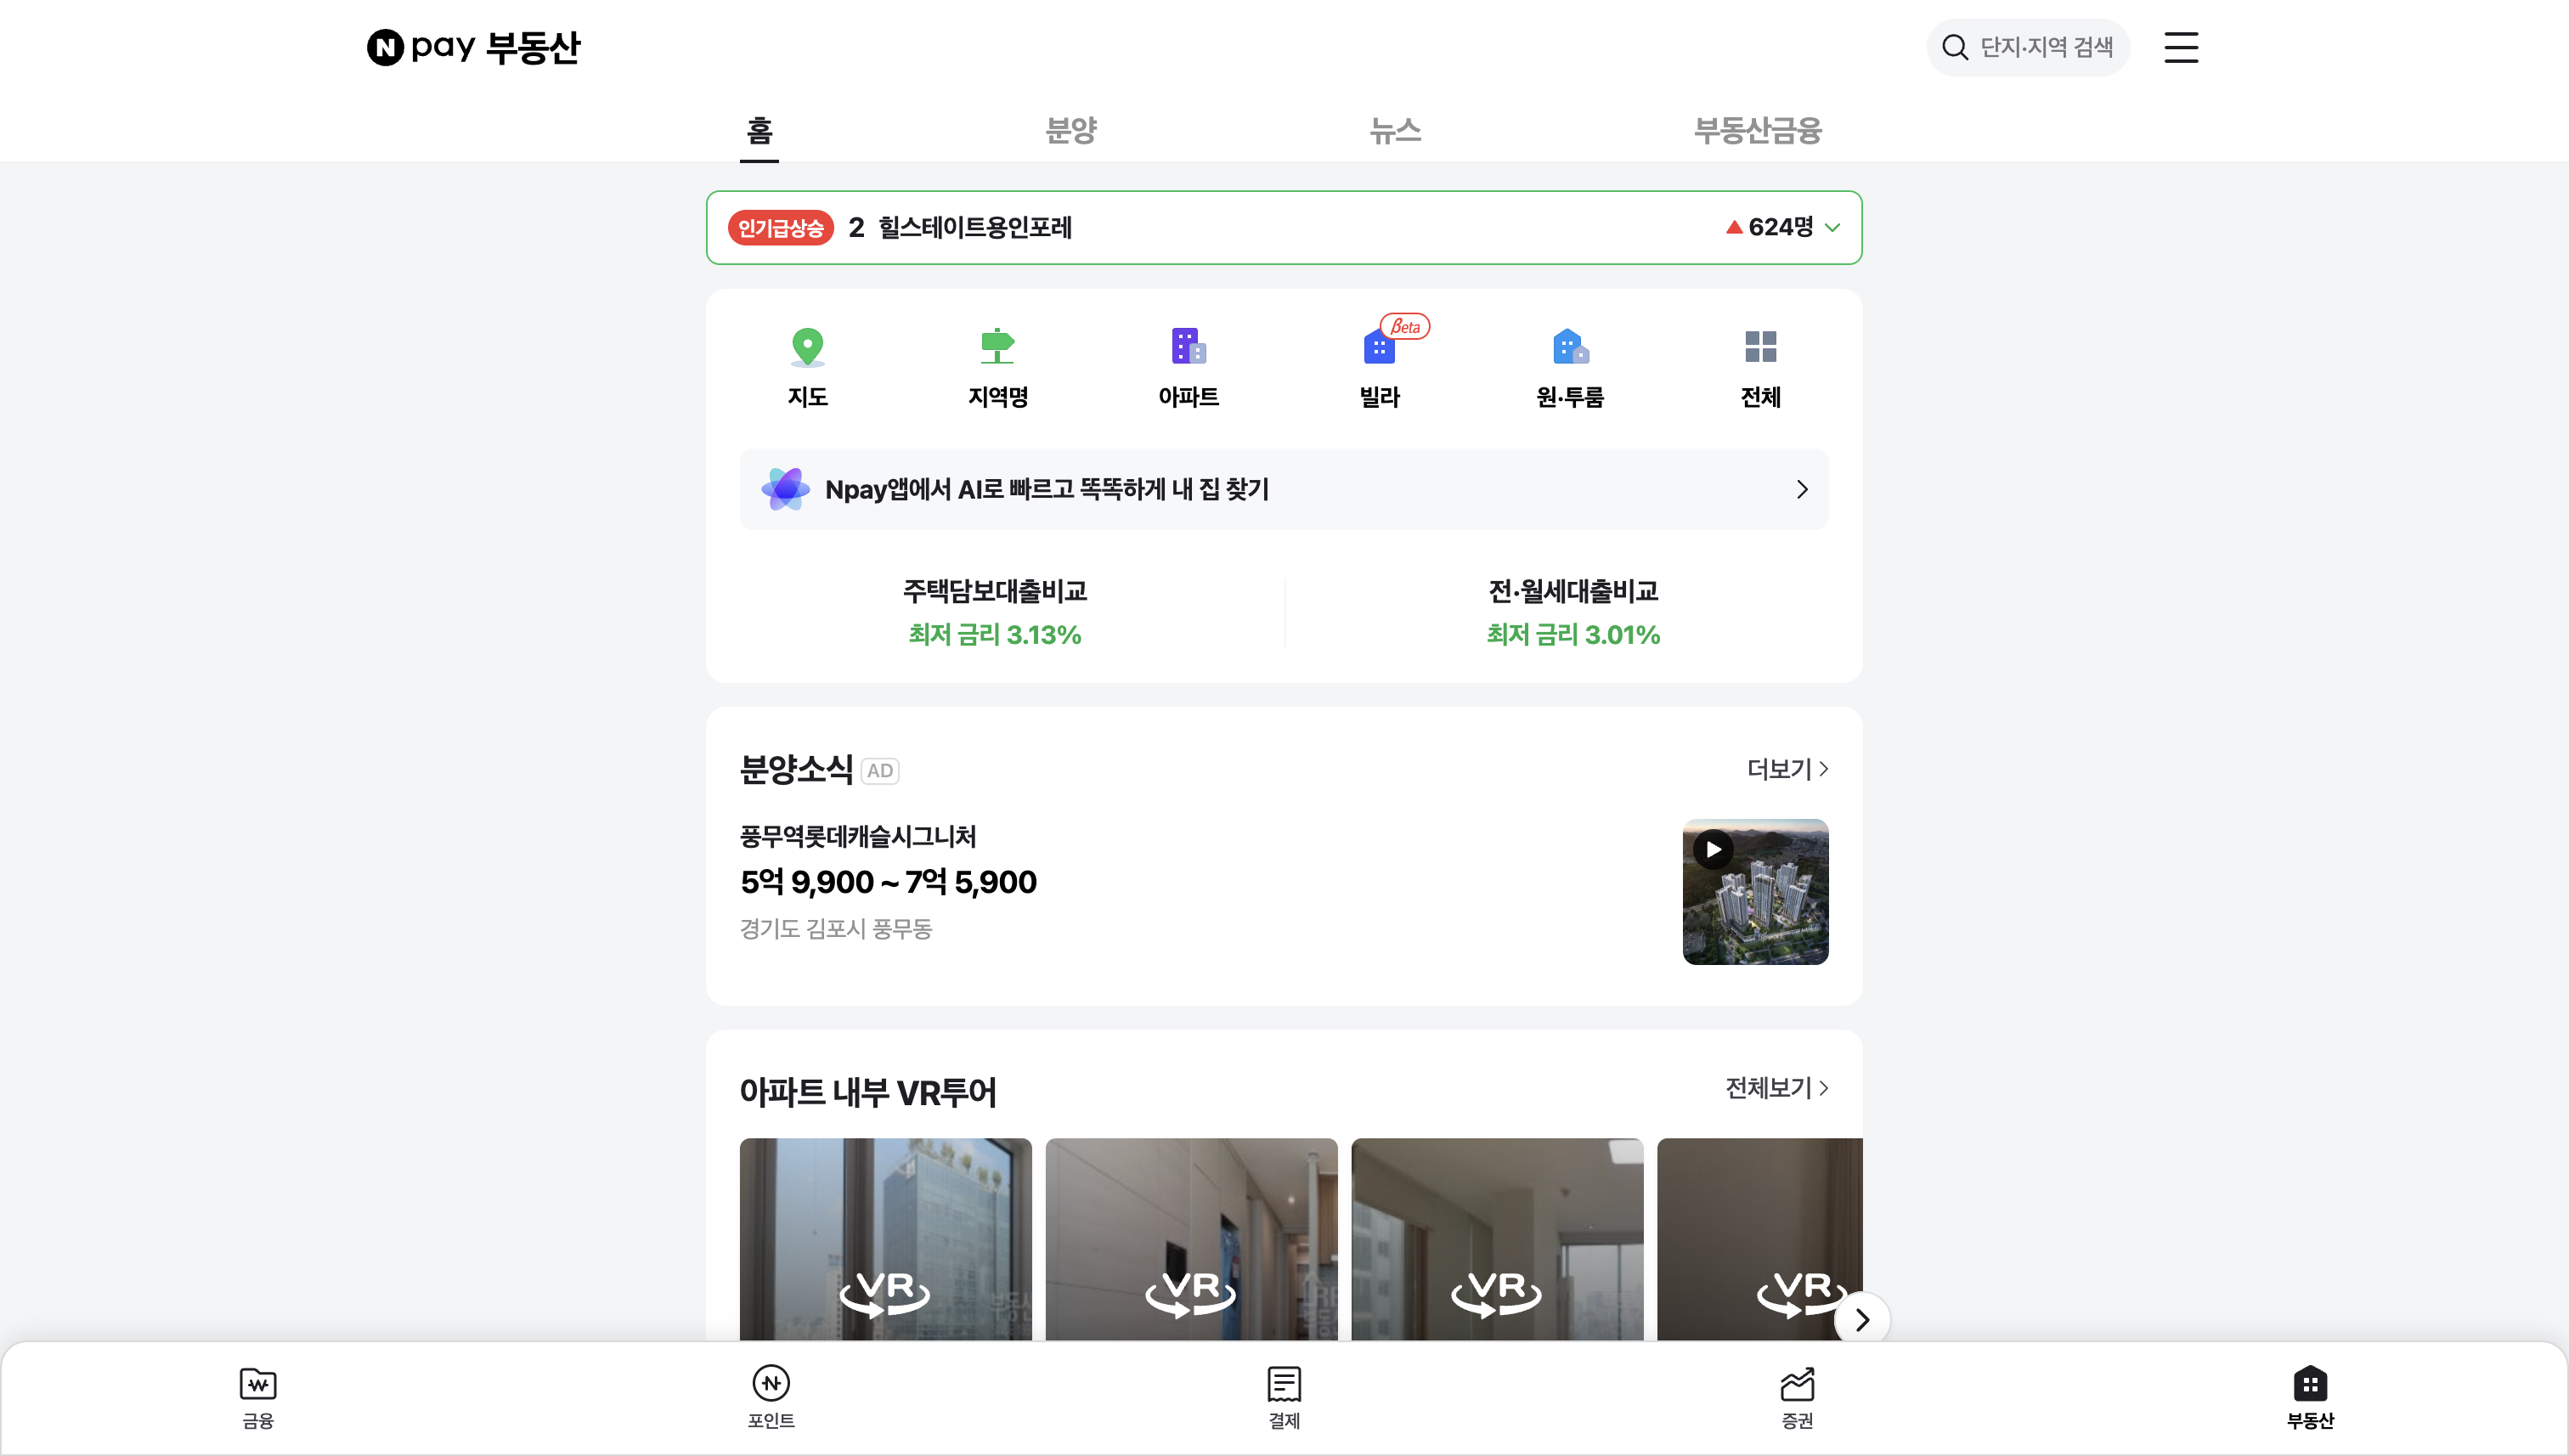 N pay 부동산
단지·지역 검색
홈
분양
뉴스
부동산금융
인기급상승 2 힐스테이트용인포레 624명
지도
지역명
아파트
Beta
빌라
원·투룸
전체
Npay앱에서 AI로 빠르고 똑똑하게 내 집 찾기
주택담보대출비교
최저 금리 3.13%
전·월세대출비교
최저 금리 3.01%
분양소식 AD
더보기
풍무역롯데캐슬시그니처
5억 9,900 ~ 7억 5,900
경기도 김포시 풍무동
아파트 내부 VR투어
전체보기
VR
VR
VR
VR
금융
포인트
결제
증권
부동산